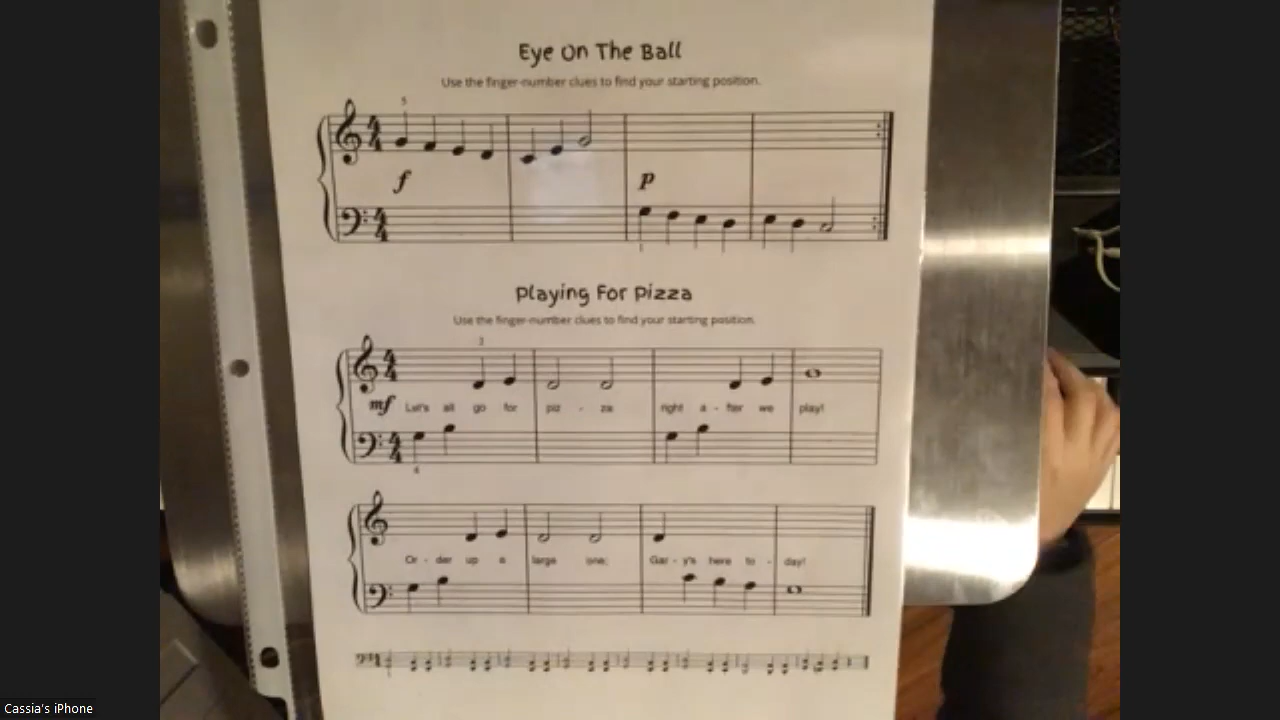 Eye On The Ball
Use the finger-number clues to find your starting position.
5
f
p
1
Playing For Pizza
Use the finger-number clues to find your starting position.
mf Let's all go for piz - za right a - fter we play!
4
Or - der up a large one; Gar - y's here to - day!
Cassia's iPhone